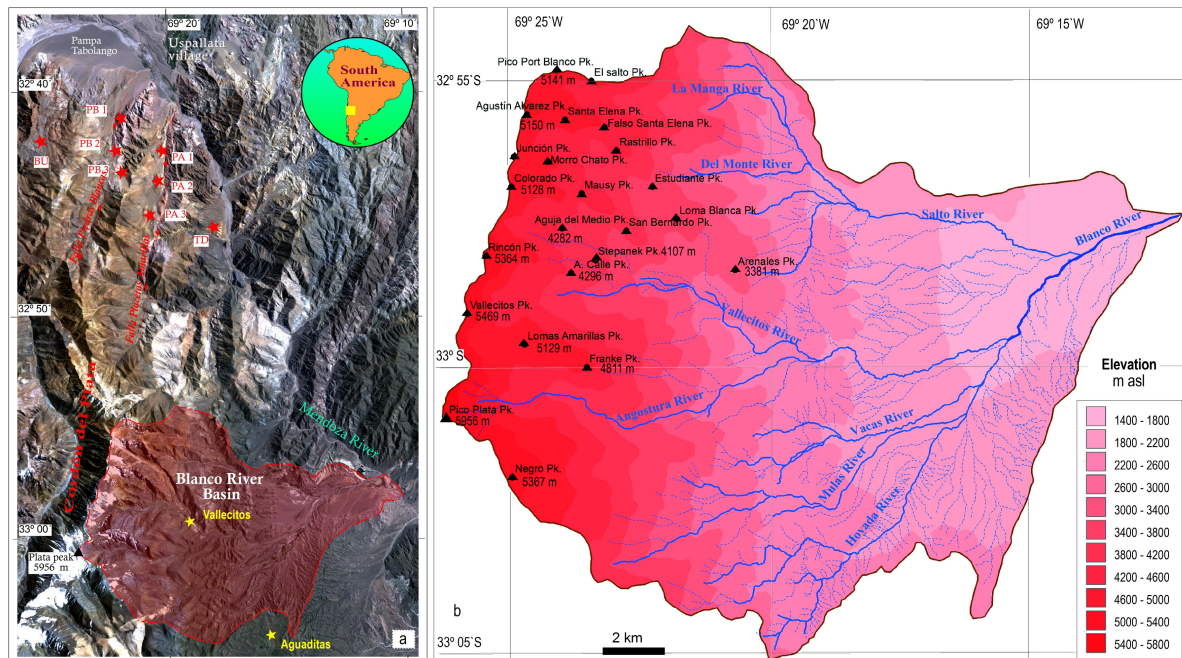 69º 20
69º 10
Pampa
Tabolango
Uspallata
village
South
America
32º 40
PB 1
BU
PB 2
PA 1
PB 3
PA 2
PA 3
TD
32º 50
Cordon del Plata
Mendoza River
Blanco River
Basin
Vallecitos
33º 00
Plata peak
5956 m
Aguaditas
a
69º 25
69º 20'W
69º 15
32º 55'S
33º S
33º 05'S
Pico Port Blanco Pk.
5141 m
El salto Pk.
La Manga River
Agustín Alvarez Pk.
5150 m
Santa Elena Pk.
Falso Santa Elena Pk.
Junción Pk.
Rastrillo Pk.
Morro Chato Pk.
Del Monte River
Colorado Pk.
5128 m
Mausy Pk.
Estudiante Pk.
Aguja del Medio Pk.
4282 m
Loma Blanca Pk.
San Bernardo Pk.
Salto River
Blanco River
Rincón Pk.
5364 m
Stepanek Pk. 4107 m
A. Calle Pk.
4296 m
Arenales Pk.
3381 m
Vallecitos Pk.
5469 m
Vallecitos River
Lomas Amarillas Pk.
5129 m
Franke Pk.
4811 m
Pico Plata Pk.
5956 m
Angostura River
Vacas River
Negro Pk.
5367 m
Mulas River
Hoyada River
b
2 km
Elevation
m asl
1400 - 1800
1800 - 2200
2200 - 2600
2600 - 3000
3000 - 3400
3400 - 3800
3800 - 4200
4200 - 4600
4600 - 5000
5000 - 5400
5400 - 5800